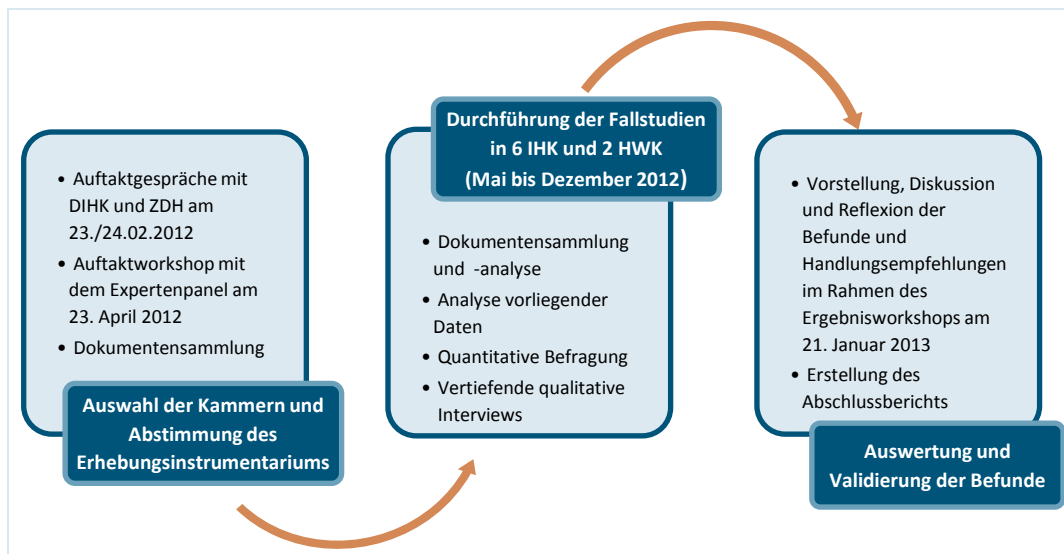 • Auftaktgespräche mit
DIHK und ZDH am
23./24.02.2012
• Auftaktworkshop mit
dem Expertenpanel am
23. April 2012
• Dokumentensammlung
Auswahl der Kammern und
Abstimmung des
Erhebungsinstrumentariums
Durchführung der Fallstudien
in 6 IHK und 2 HWK
(Mai bis Dezember 2012)
• Dokumentensammlung
und -analyse
• Analyse vorliegender
Daten
• Quantitative Befragung
• Vertiefende qualitative
Interviews
• Vorstellung, Diskussion
und Reflexion der
Befunde und
Handlungsempfehlungen
im Rahmen des
Ergebnisworkshops am
21. Januar 2013
• Erstellung des
Abschlussberichts
Auswertung und
Validierung der Befunde